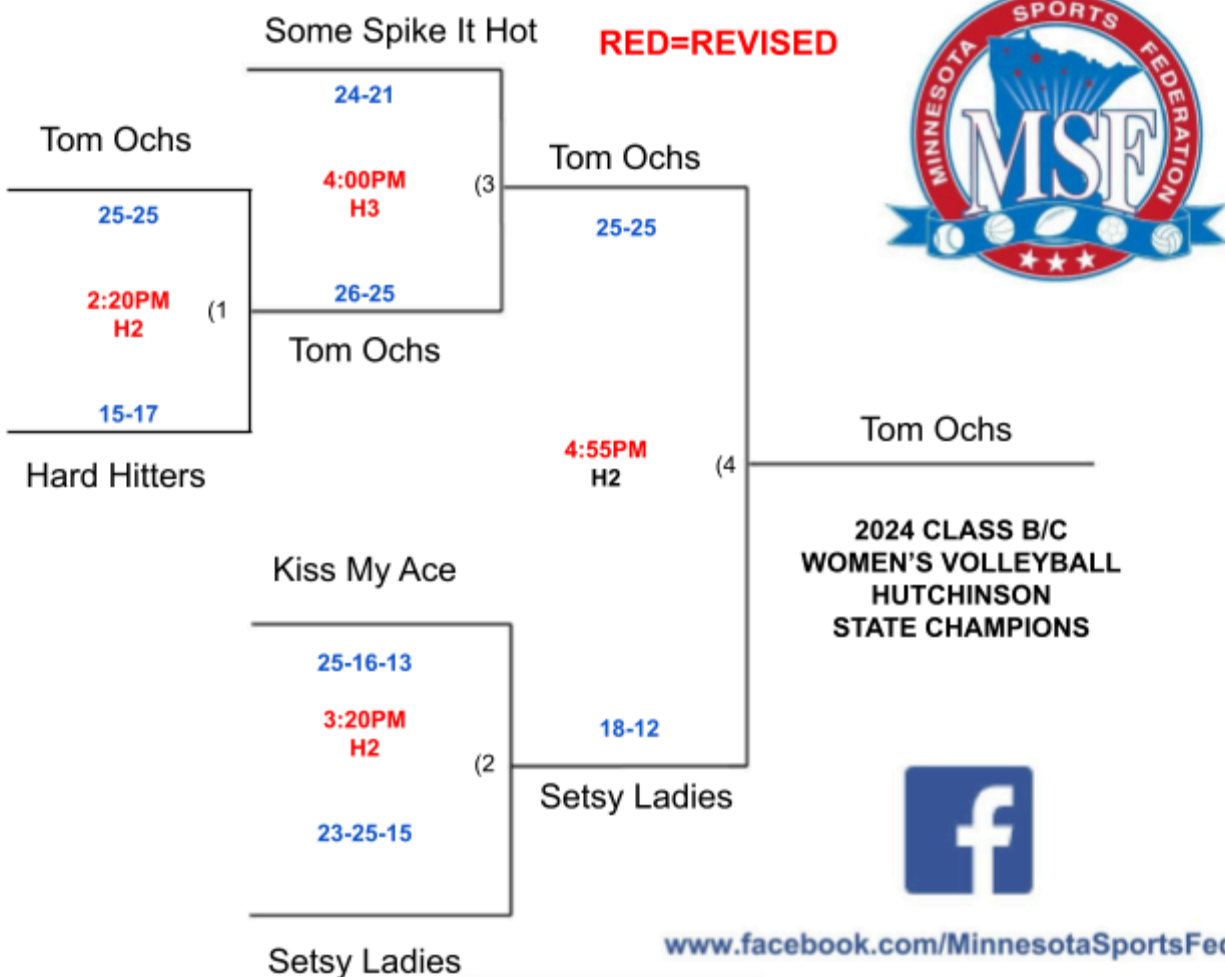 Some Spike It Hot
RED=REVISED
MINNESOTA SPORTS FEDERATION
MSF
24-21
Tom Ochs
4:00PM
H3
(3
Tom Ochs
25-25
25-25
2:20PM
H2
(1
26-25
Tom Ochs
15-17
Hard Hitters
4:55PM
H2
(4
Tom Ochs
2024 CLASS B/C
WOMEN'S VOLLEYBALL
HUTCHINSON
STATE CHAMPIONS
Kiss My Ace
25-16-13
3:20PM
H2
(2
18-12
Setsy Ladies
23-25-15
Setsy Ladies
f
www.facebook.com/MinnesotaSportsFed